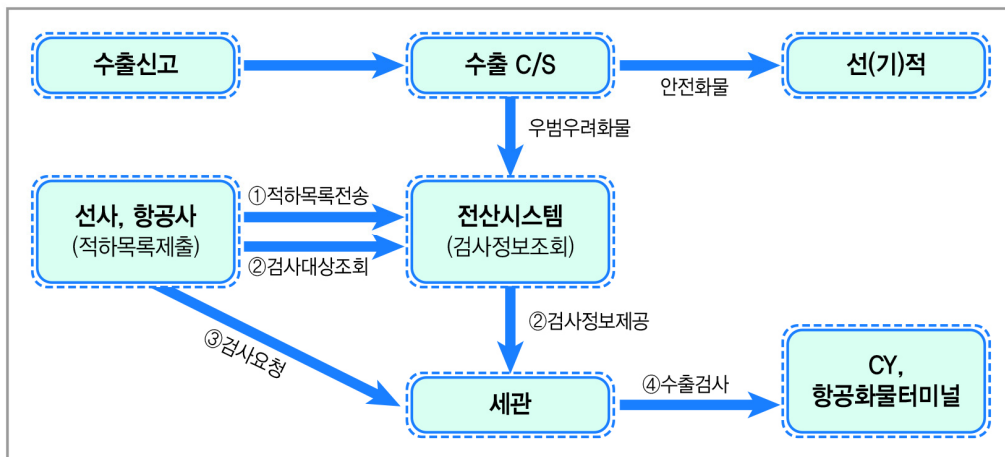 수출신고
수출 C/S
선(기)적
안전화물
우범우려화물
선사, 항공사
(적하목록제출)
①적하목록전송
②검사대상조회
전산시스템
(검사정보조회)
③검사요청
②검사정보제공
세관
④수출검사
CY,
항공화물터미널